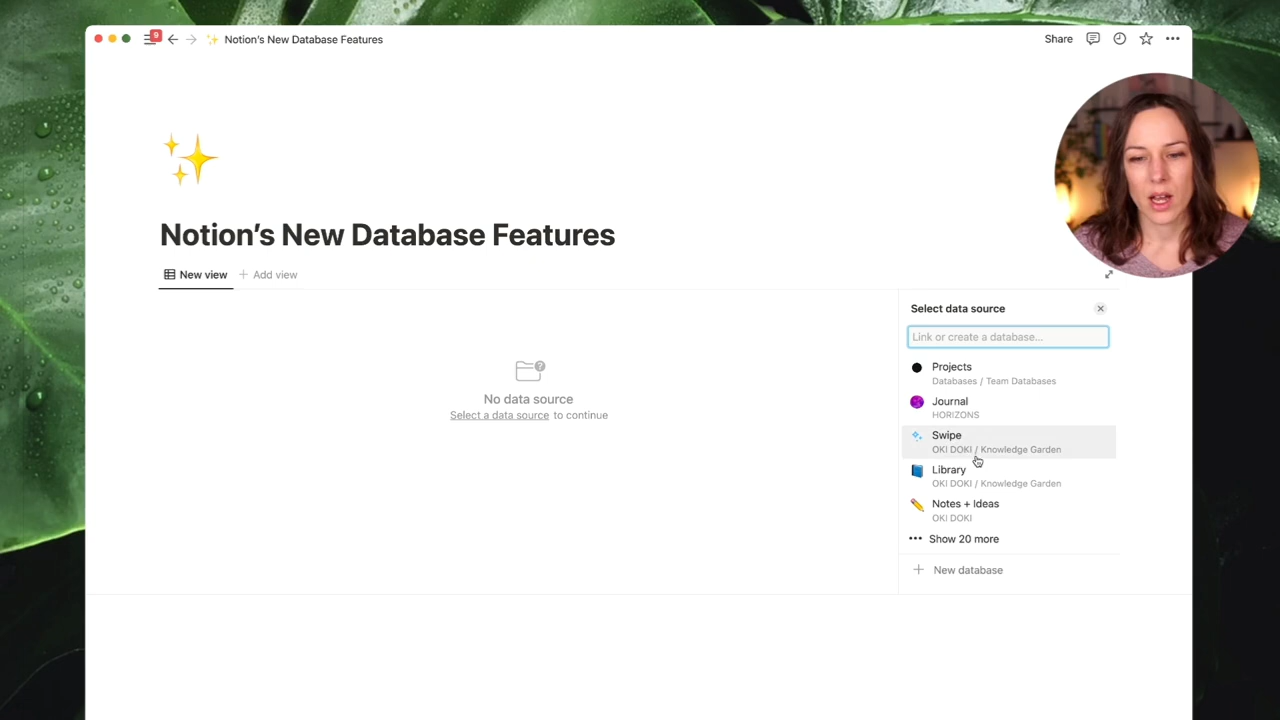 9
Notion's New Database Features
Share
Notion's New Database Features
New view
Add view
Select data source
Link or create a database...
Projects
Databases / Team Databases
Journal
HORIZONS
Swipe
OKI DOKI / Knowledge Garden
Library
OKI DOKI / Knowledge Garden
Notes + Ideas
OKI DOKI
Show 20 more
New database
?
No data source
Select a data source to continue